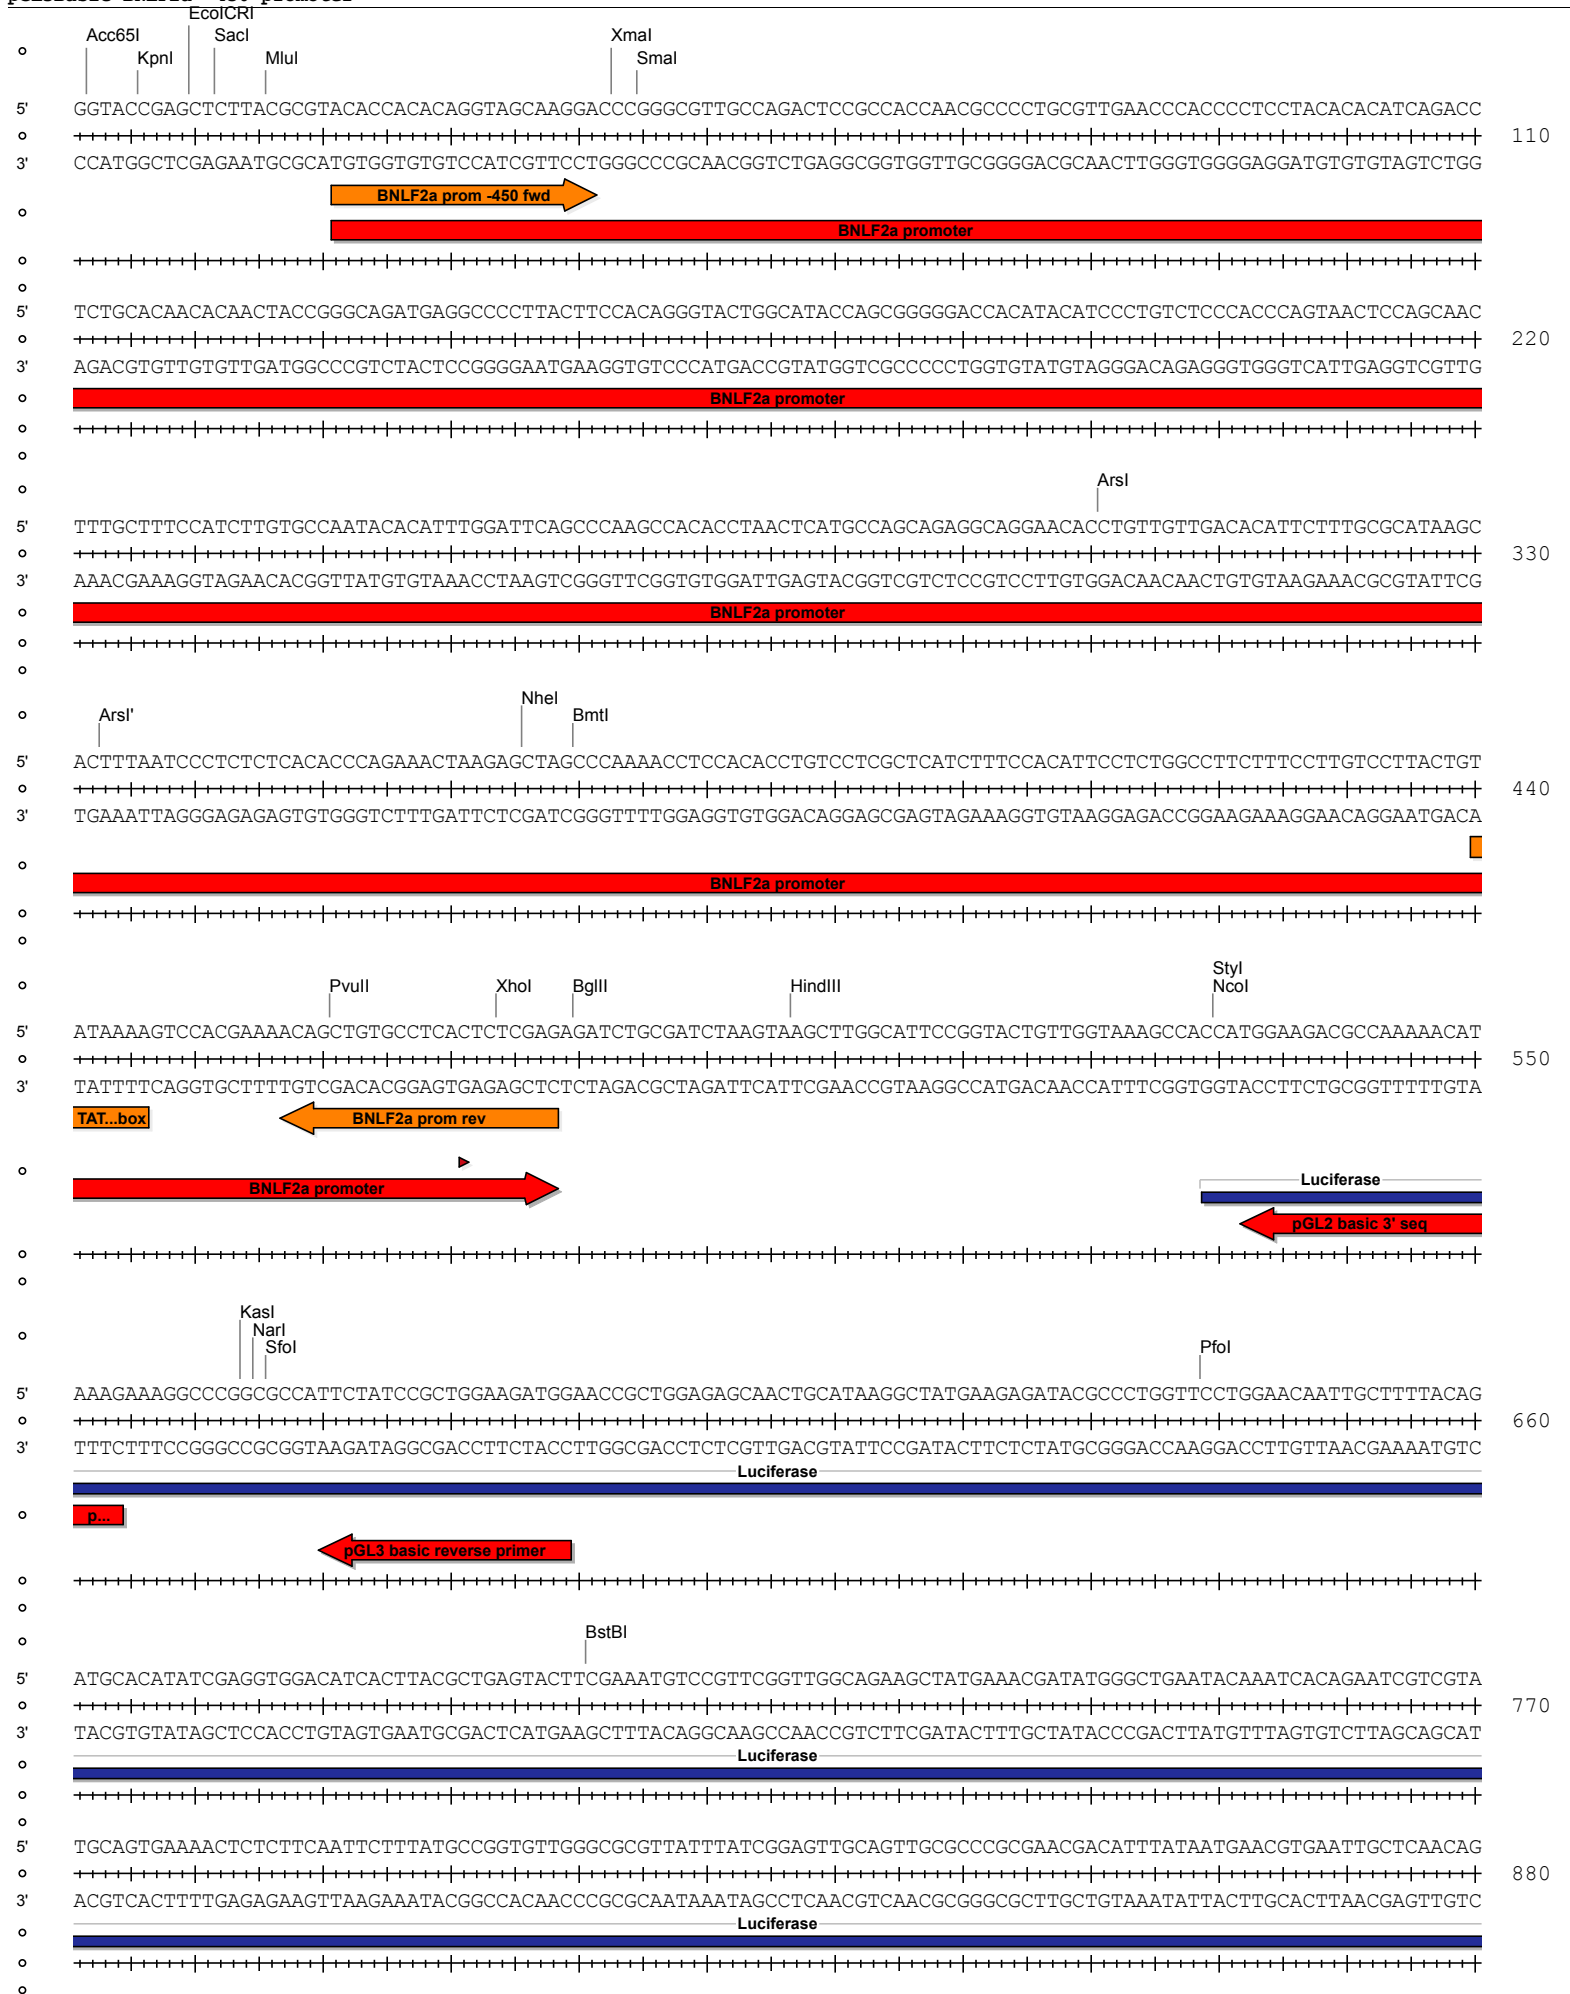 EcoICRI
Acc65I SacI XmaI
KpnI MluI SmaI
5' GGTACCGAGCTCTTACGCGTACACCACACAGGTAGCAAGGACCCGGGCGTTGCCAGACTCCGCCACCAACGCCCCTGCGTTGAACCCACCCCTCCTACACACATCAGACC
110
3' CCATGGCTCGAGAATGCGCATGTGGTGTGTCCATCGTTCCTGGGCCCGCAACGGTCTGAGGCGGTGGTTGCGGGGACGCAACTTGGGTGGGGAGGATGTGTGTAGTCTGG
BNLF2a prom -450 fwd
BNLF2a promoter
5' TCTGCACAACACAACTACCGGGCAGATGAGGCCCCTTACTTCCACAGGGTACTGGCATACCAGCGGGGGACCACATACATCCCTGTCTCCCACCCAGTAACTCCAGCAAC
220
3' AGACGTGTTGTGTTGATGGCCCGTCTACTCCGGGGAATGAAGGTGTCCCATGACCGTATGGTCGCCCCCTGGTGTATGTAGGGACAGAGGGTGGGTCATTGAGGTCGTTG
BNLF2a promoter
ArsI
5' TTTGCTTTCCATCTTGTGCCAATACACATTTGGATTCAGCCCAAGCCACACCTAACTCATGCCAGCAGAGGCAGGAACACCTGTTGTTGACACATTCTTTGCGCATAAGC
330
3' AAACGAAAGGTAGAACACGGTTATGTGTAAACCTAAGTCGGGTTCGGTGTGGATTGAGTACGGTCGTCTCCGTCCTTGTGGACAACAACTGTGTAAGAAACGCGTATTCG
BNLF2a promoter
NheI
ArsI' BmtI
5' ACTTTAATCCCTCTCTCACACCCAGAAACTAAGAGCTAGCCCAAAACCTCCACACCTGTCCTCGCTCATCTTTCCACATTCCTCTGGCCTTCTTTCCTTGTCCTTACTGT
440
3' TGAAATTAGGGAGAGAGTGTGGGTCTTTGATTCTCGATCGGGTTTTGGAGGTGTGGACAGGAGCGAGTAGAAAGGTGTAAGGAGACCGGAAGAAAGGAACAGGAATGACA
BNLF2a promoter
StyI
PvuII XhoI BglII HindIII NcoI
5' ATAAAAGTCCACGAAAACAGCTGTGCCTCACTCTCGAGAGATCTGCGATCTAAGTAAGCTTGGCATTCCGGTACTGTTGGTAAAGCCACCATGGAAGACGCCAAAAACAT
550
3' TATTTTCAGGTGCTTTTGTCGACACGGAGTGAGAGCTCTCTAGACGCTAGATTCATTCGAACCGTAAGGCCATGACAACCATTTCGGTGGTACCTTCTGCGGTTTTTGTA
TAT...box BNLF2a prom rev
BNLF2a promoter Luciferase
pGL2 basic 3' seq
KasI
NarI
SfoI PfoI
5' AAAGAAAGGCCCGGCGCCATTCTATCCGCTGGAAGATGGAACCGCTGGAGAGCAACTGCATAAGGCTATGAAGAGATACGCCCTGGTTCCTGGAACAATTGCTTTTACAG
660
3' TTTCTTTCCGGGCCGCGGTAAGATAGGCGACCTTCTACCTTGGCGACCTCTCGTTGACGTATTCCGATACTTCTCTATGCGGGACCAAGGACCTTGTTAACGAAAATGTC
Luciferase
p...
pGL3 basic reverse primer
BstBI
5' ATGCACATATCGAGGTGGACATCACTTACGCTGAGTACTTCGAAATGTCCGTTCGGTTGGCAGAAGCTATGAAACGATATGGGCTGAATACAAATCACAGAATCGTCGTA
770
3' TACGTGTATAGCTCCACCTGTAGTGAATGCGACTCATGAAGCTTTACAGGCAAGCCAACCGTCTTCGATACTTTGCTATACCCGACTTATGTTTAGTGTCTTAGCAGCAT
Luciferase
5' TGCAGTGAAAACTCTCTTCAATTCTTTATGCCGGTGTTGGGCGCGTTATTTATCGGAGTTGCAGTTGCGCCCGCGAACGACATTTATAATGAACGTGAATTGCTCAACAG
880
3' ACGTCACTTTTGAGAGAAGTTAAGAAATACGGCCACAACCCGCGCAATAAATAGCCTCAACGTCAACGCGGGCGCTTGCTGTAAATATTACTTGCACTTAACGAGTTGTC
Luciferase